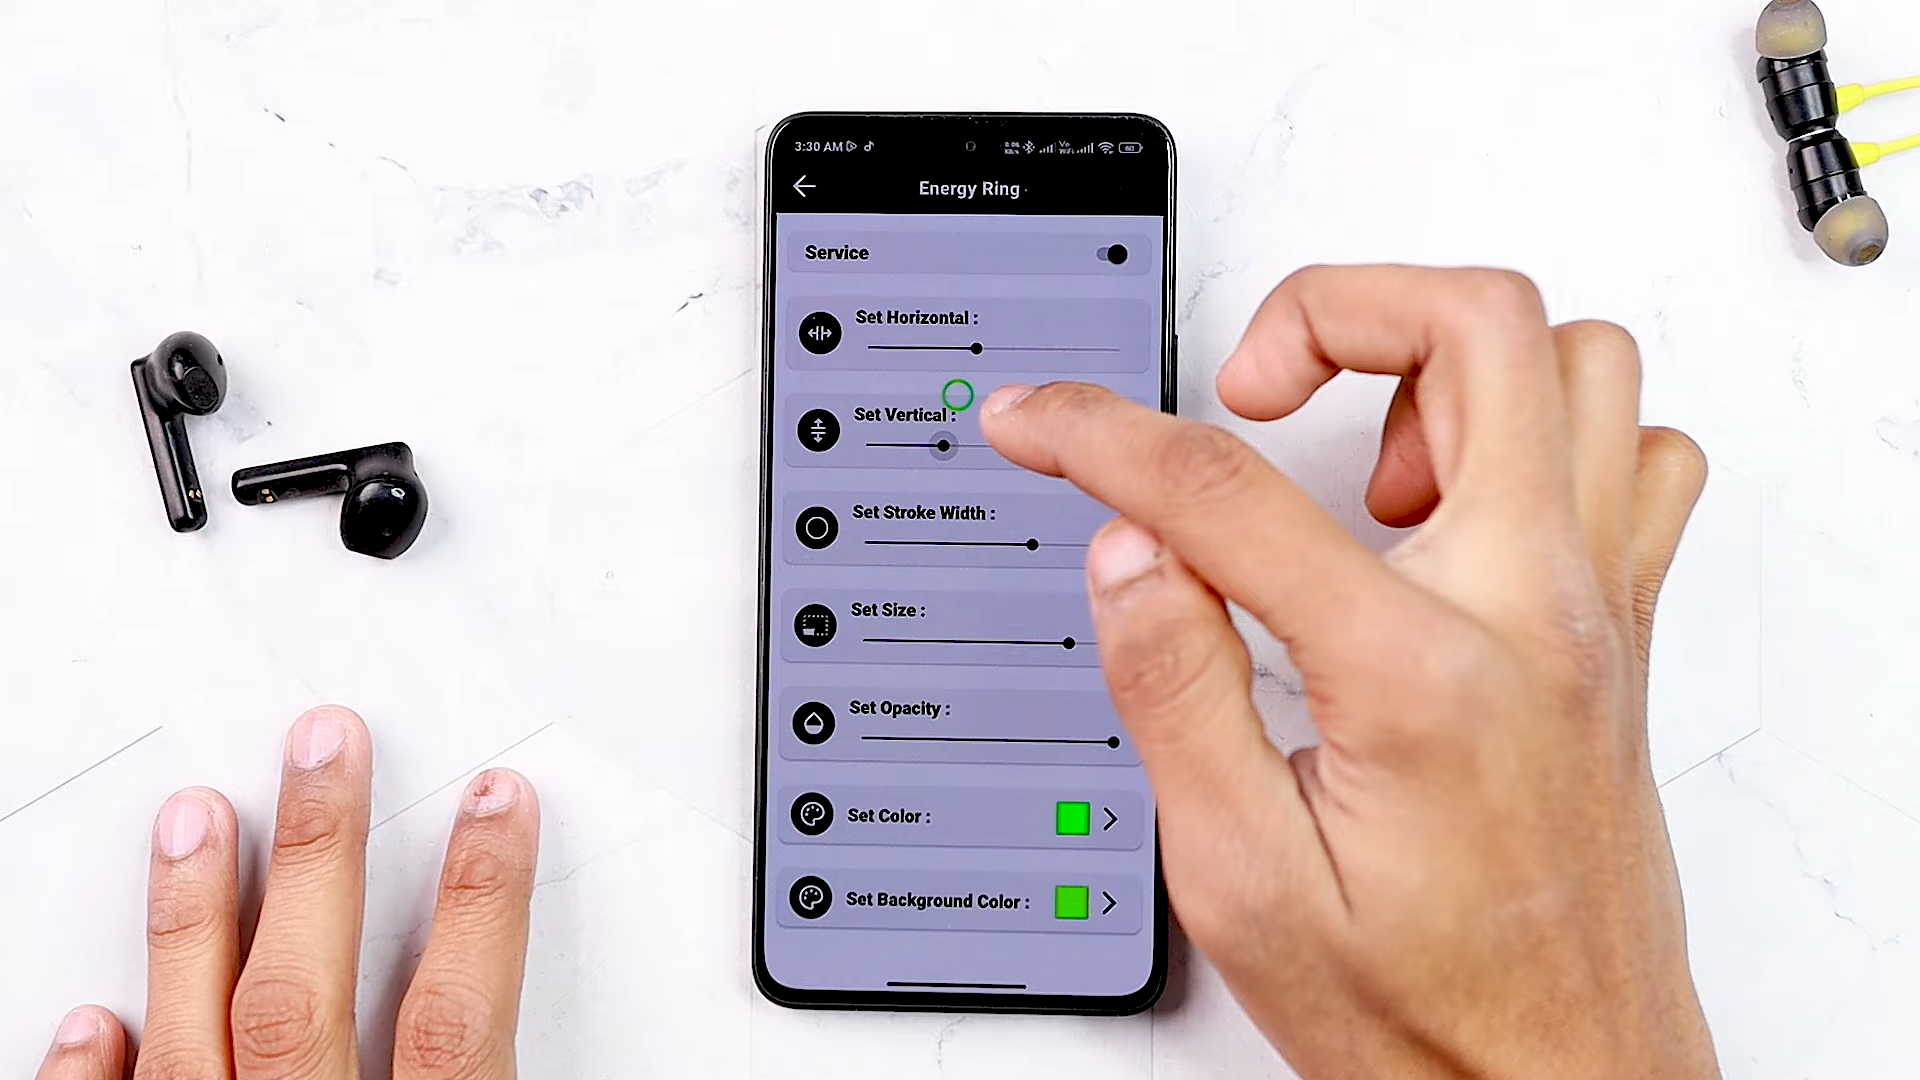 3:30 AM
Energy Ring
Service
Set Horizontal :
Set Vertical :
Set Stroke Width :
Set Size :
Set Opacity :
Set Color :
Set Background Color :